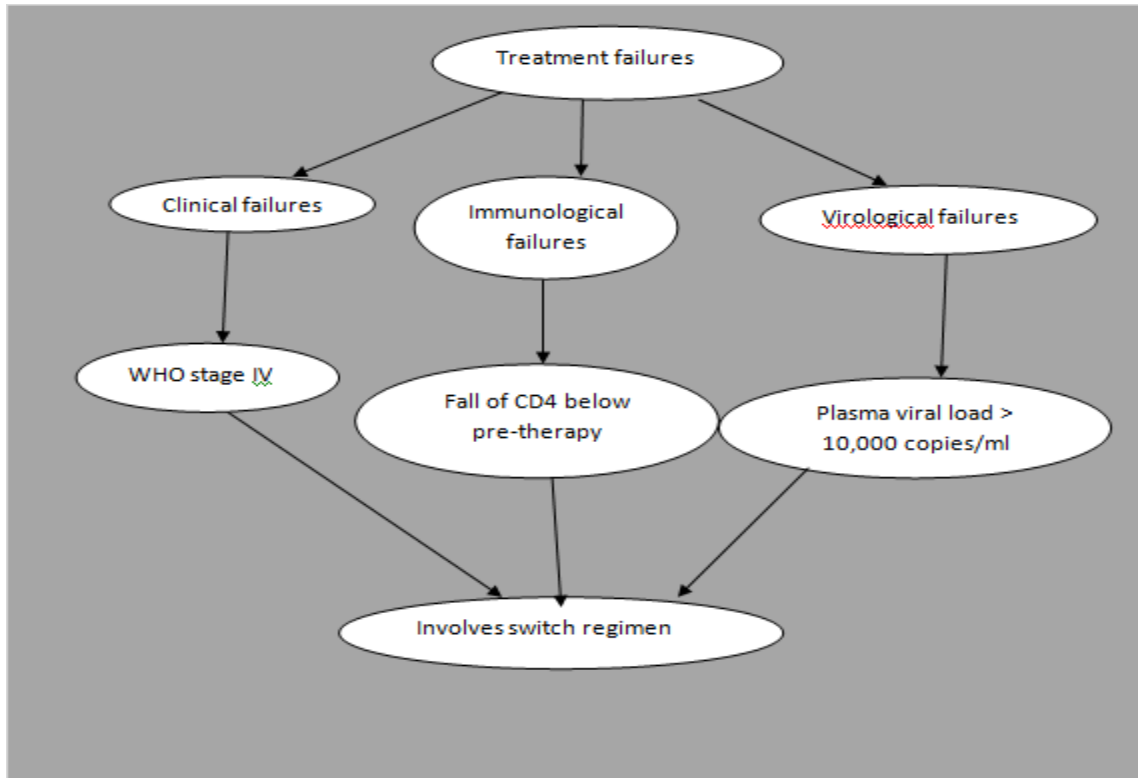 Treatment failures
Clinical failures
Immunological
failures
Virological failures
WHO stage IV
Fall of CD4 below
pre-therapy
Plasma viral load >
10,000 copies/ml
Involves switch regimen